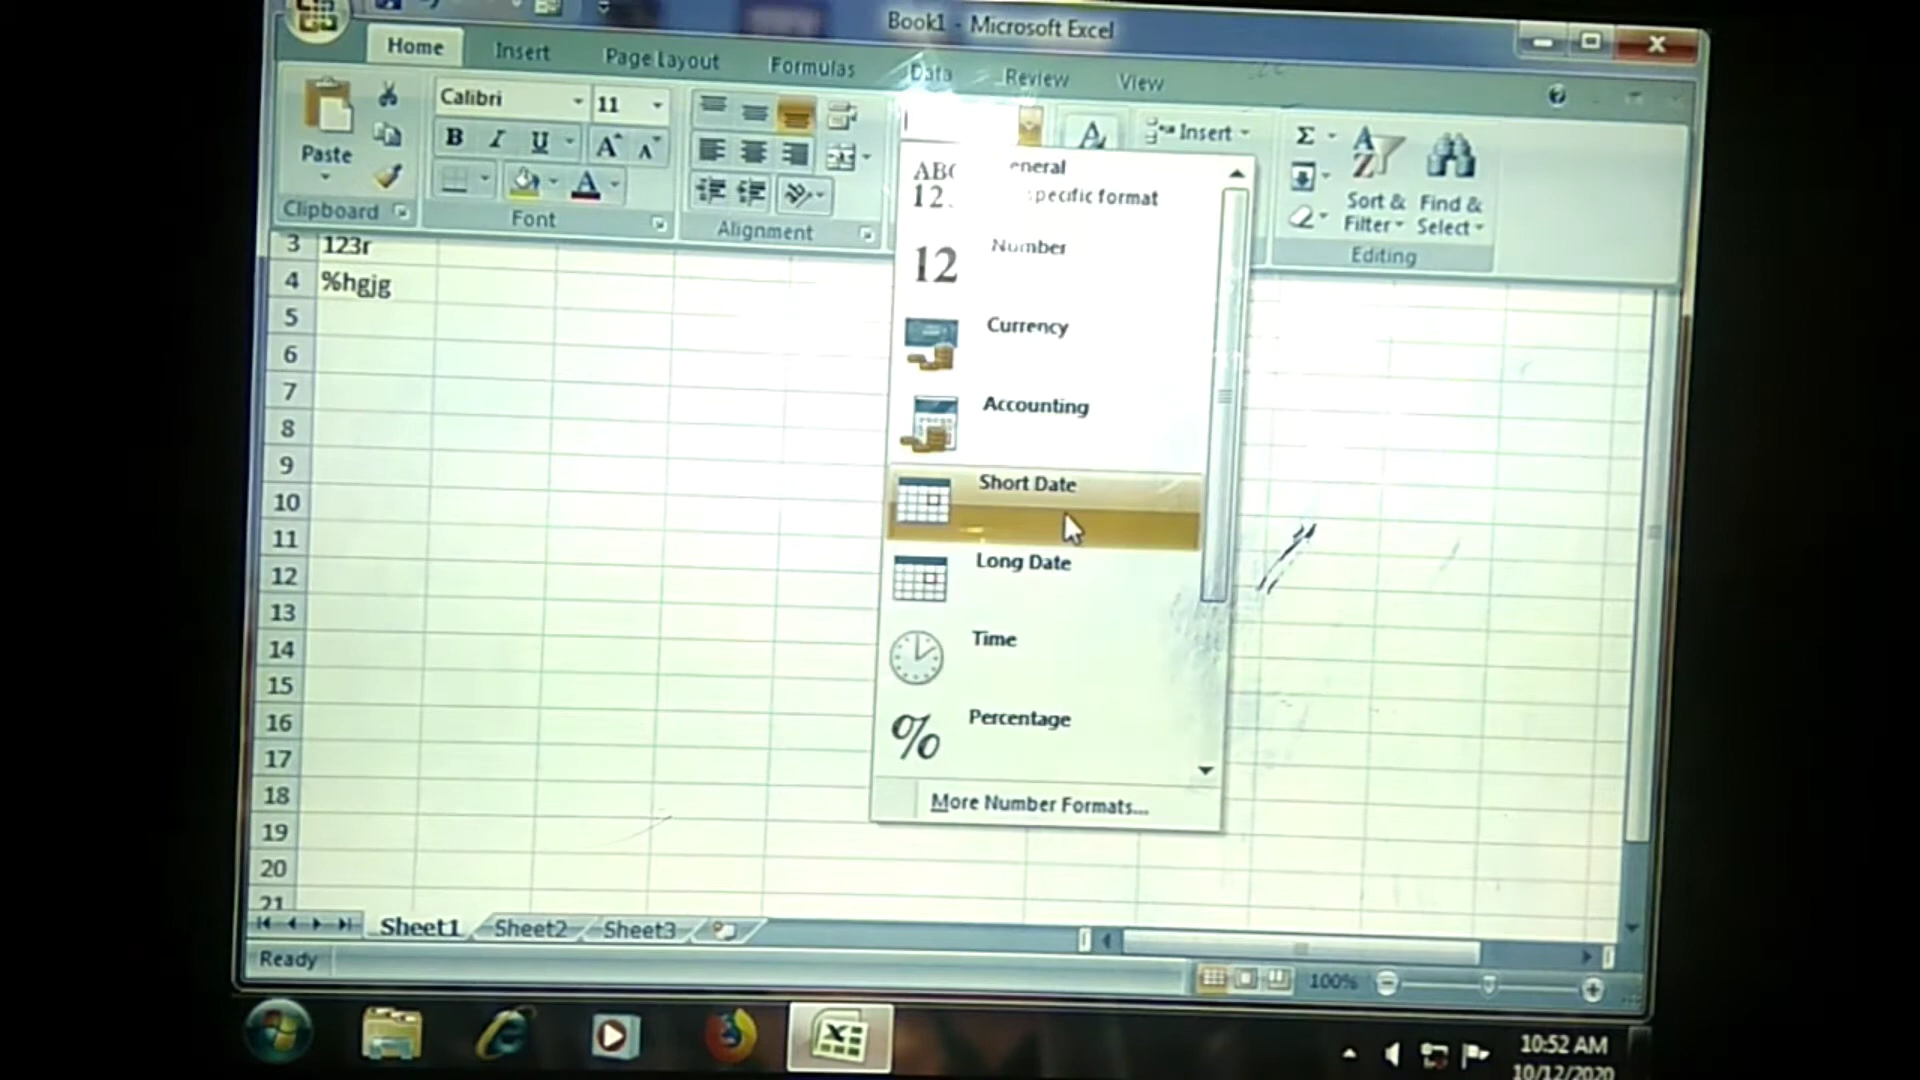 Book1 - Microsoft Excel
Home Insert Page Layout Formulas Data Review View
Calibri 11
Insert
B I U A A
Paste
A
Sort & Filter
Find & Select
Clipboard Font Alignment Editing
ABC 12
eneral
pecific format
12 Number
Currency
Accounting
Short Date
Long Date
Time
% Percentage
More Number Formats...
3 123r
4 %hgjg
5
6
7
8
9
10
11
12
13
14
15
16
17
18
19
20
21
Sheet1 Sheet2 Sheet3
Ready 100%
10:52 AM
10/12/2020